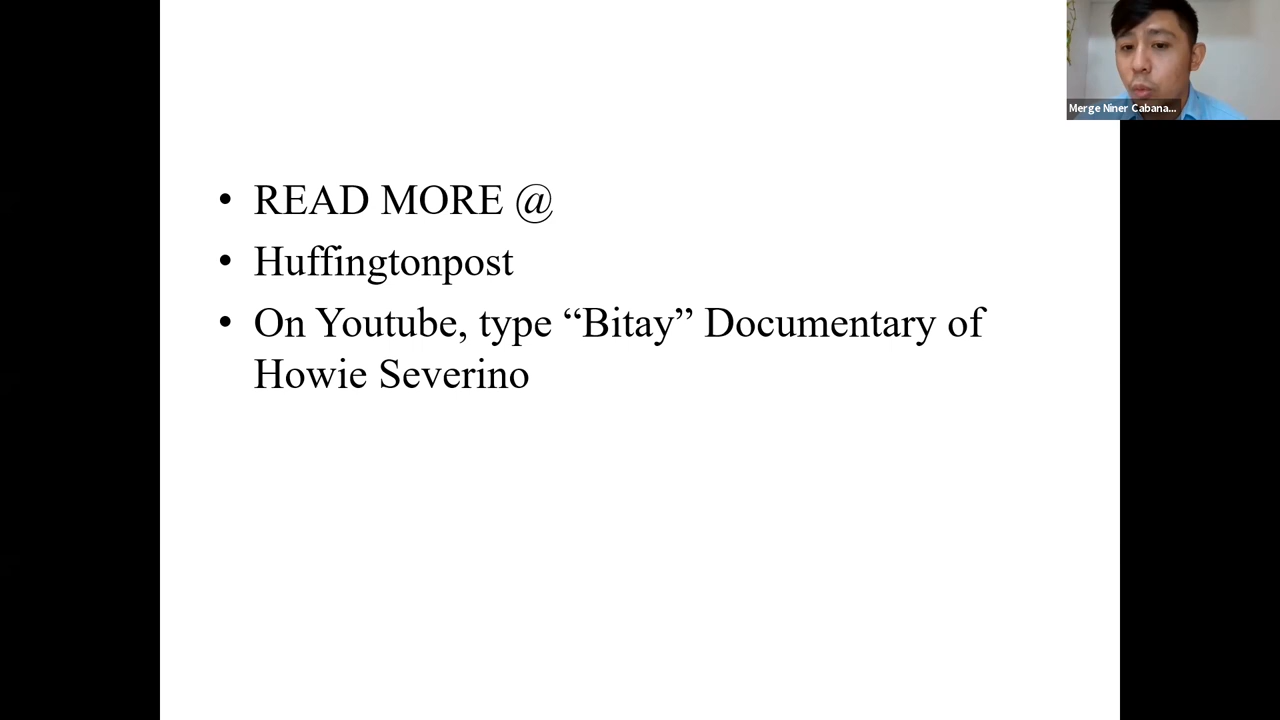 Merge Niner Cabana...
• READ MORE @
• Huffingtonpost
• On Youtube, type “Bitay” Documentary of
Howie Severino